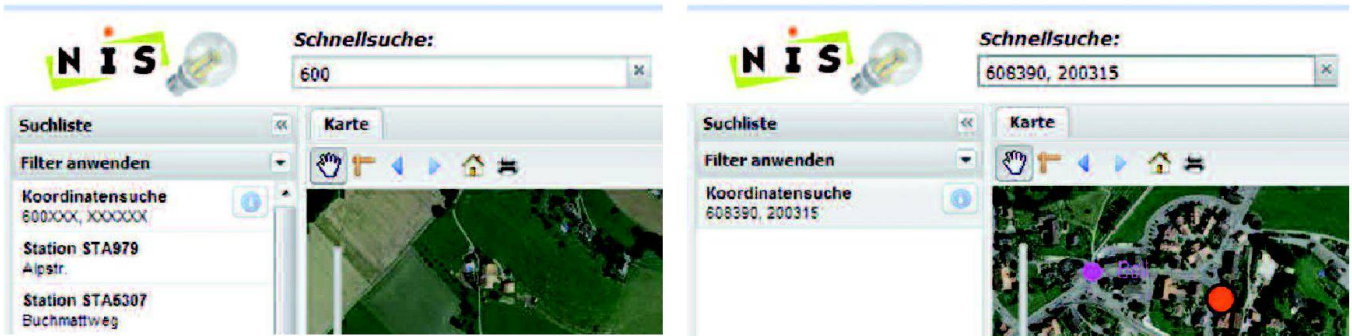 NIS
Schnellsuche:
600
Suchliste
Karte
Filter anwenden
Koordinatensuche
600XXX, XXXXXX
Station STA979
Alpstr.
Station STA5307
Buchmattweg
NIS
Schnellsuche:
608390, 200315
Suchliste
Karte
Filter anwenden
Koordinatensuche
608390, 200315